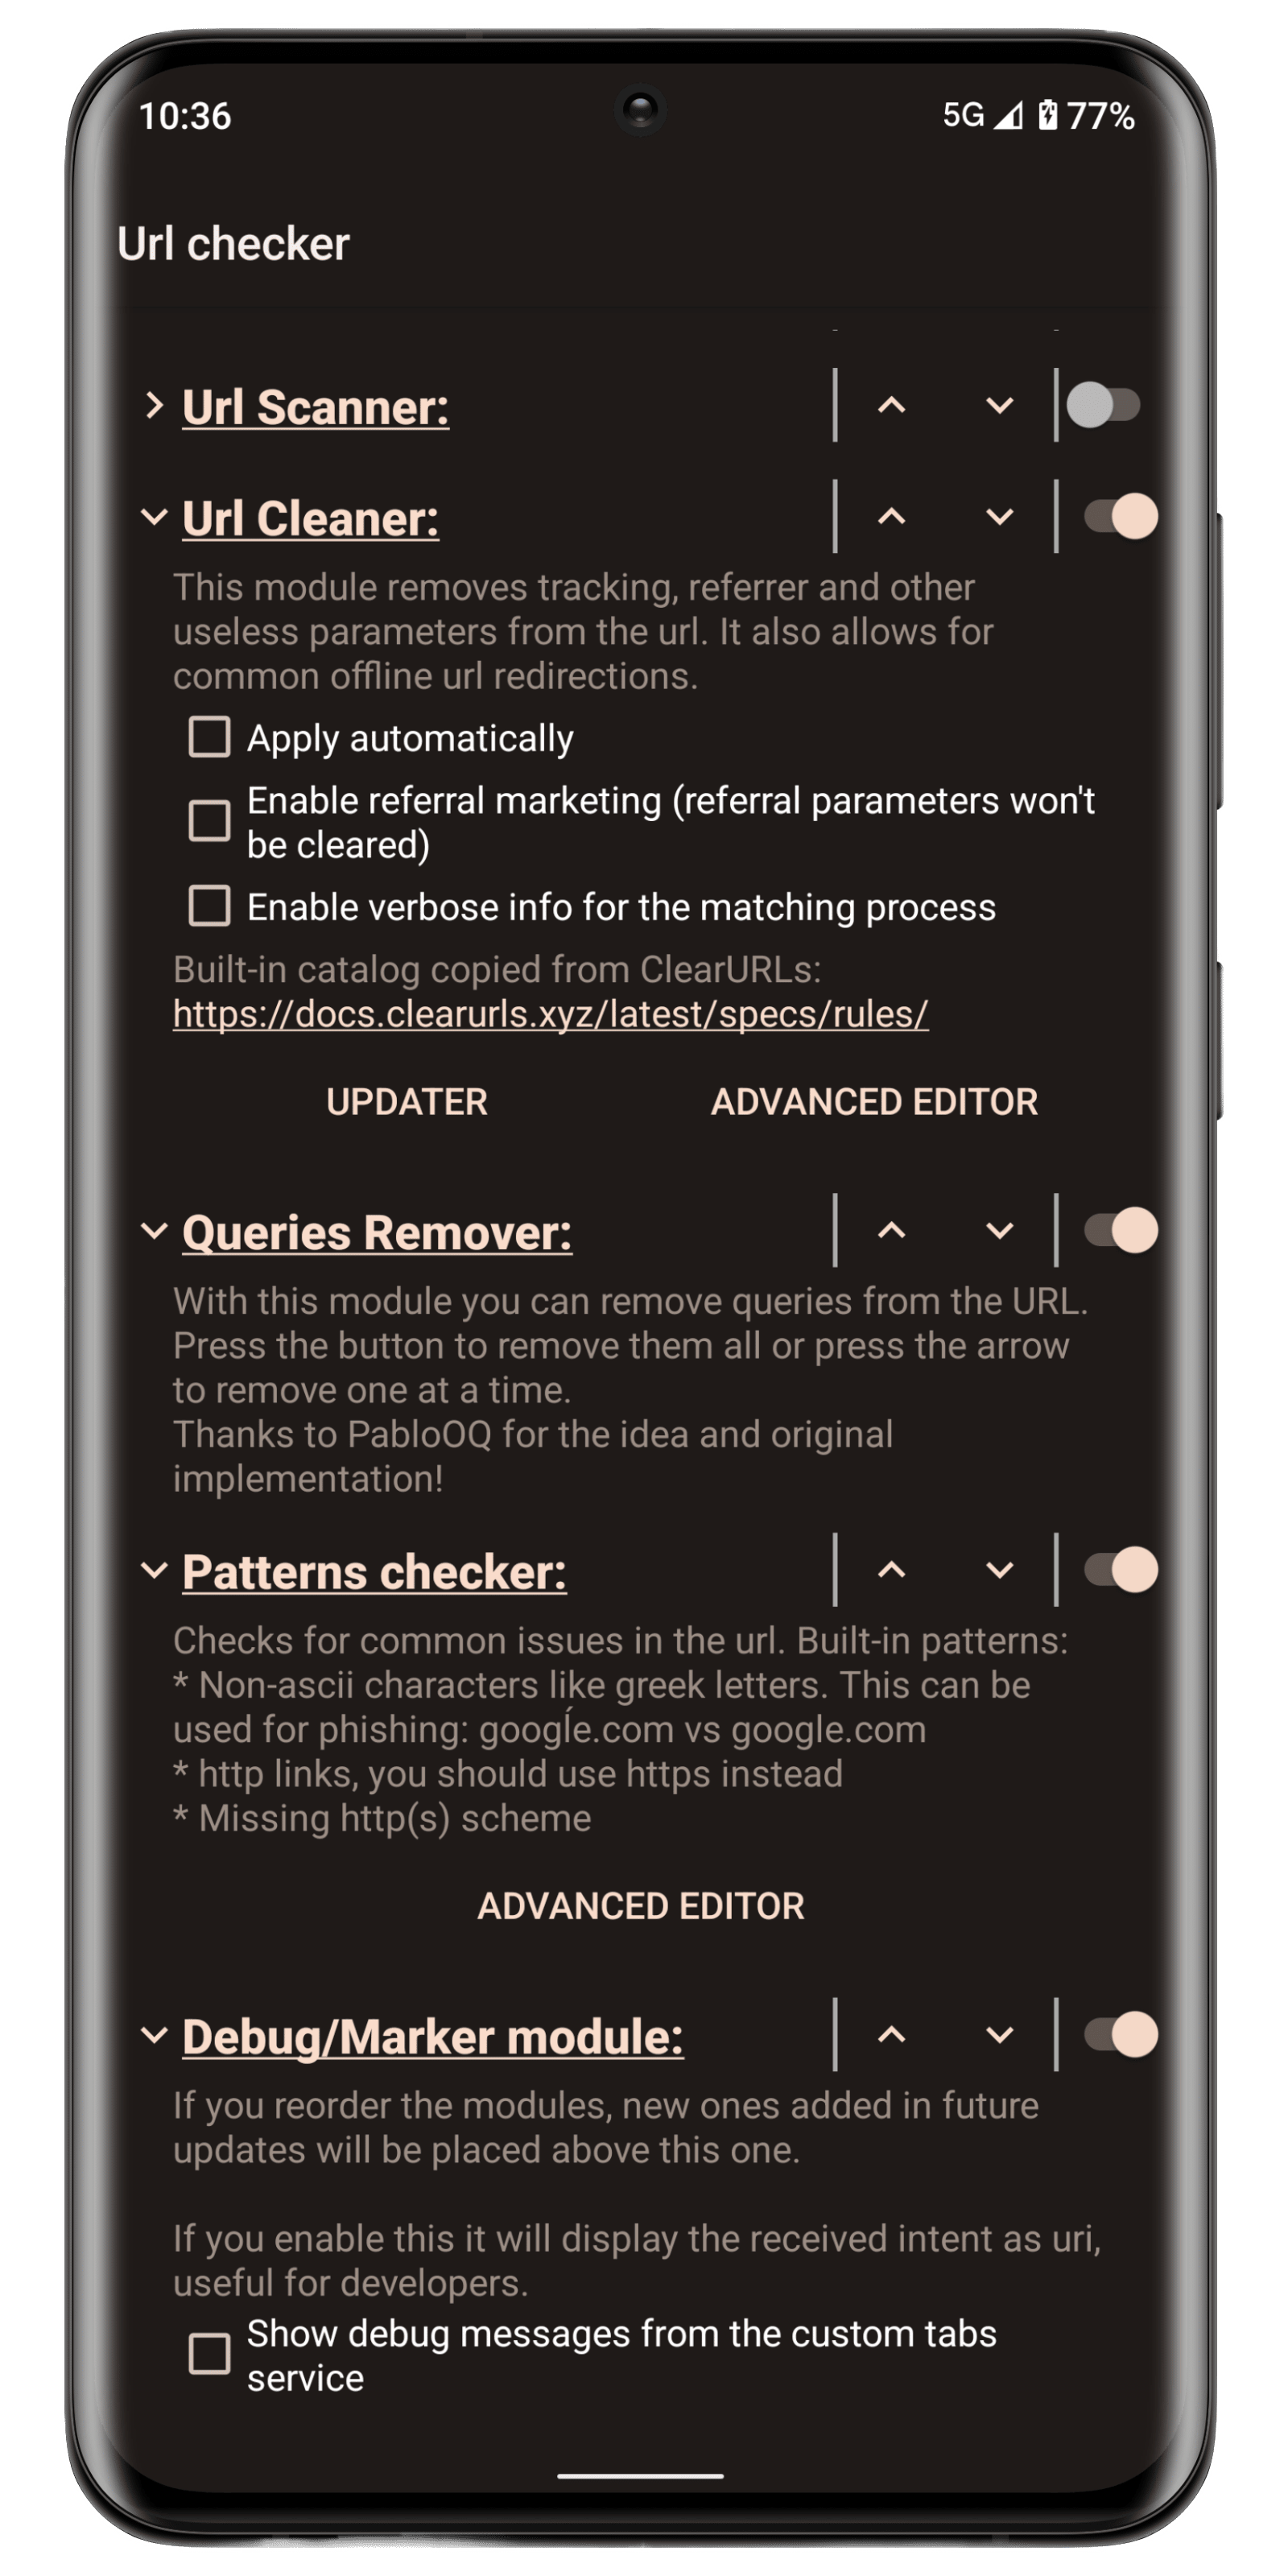 10:36
5G 77%
Url checker
Url Scanner:
Url Cleaner:
This module removes tracking, referrer and other
useless parameters from the url. It also allows for
common offline url redirections.
Apply automatically
Enable referral marketing (referral parameters won't
be cleared)
Enable verbose info for the matching process
Built-in catalog copied from ClearURLs:
https://docs.clearurls.xyz/latest/specs/rules/
UPDATER ADVANCED EDITOR
Queries Remover:
With this module you can remove queries from the URL.
Press the button to remove them all or press the arrow
to remove one at a time.
Thanks to PabloOQ for the idea and original
implementation!
Patterns checker:
Checks for common issues in the url. Built-in patterns:
* Non-ascii characters like greek letters. This can be
used for phishing: googĺe.com vs google.com
* http links, you should use https instead
* Missing http(s) scheme
ADVANCED EDITOR
Debug/Marker module:
If you reorder the modules, new ones added in future
updates will be placed above this one.
If you enable this it will display the received intent as uri,
useful for developers.
Show debug messages from the custom tabs
service